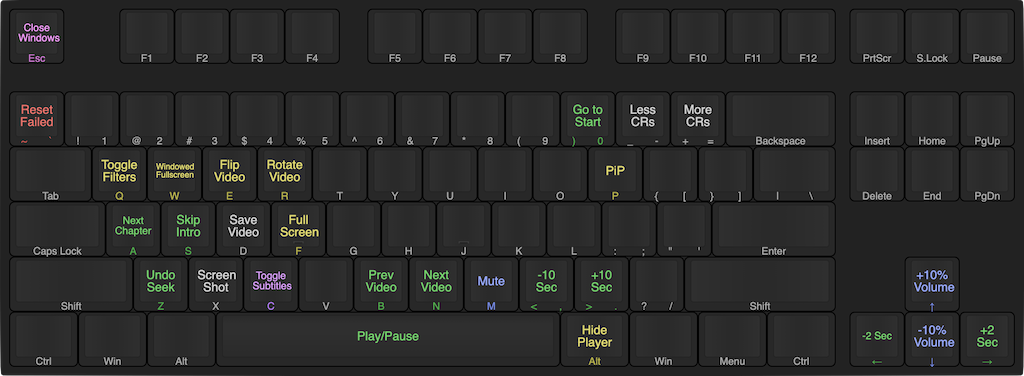 Close
Windows
Esc F1 F2 F3 F4 F5 F6 F7 F8 F9 F10 F11 F12 PrtScr S.Lock Pause
Reset Failed
Go to Start
Less CRs
More CRs
~ ` ! 1 @ 2 # 3 $ 4 % 5 ^ 6 & 7 * 8 ( 9 ) 0 _ - + = Backspace Insert Home PgUp
Toggle Filters
Windowed Fullscreen
Flip Video
Rotate Video
PiP
Tab Q W E R T Y U I O P { [ } ] | \ Delete End PgDn
Next Chapter
Skip Intro
Save Video
Full Screen
Caps Lock A S D F G H J K L : ; " ' Enter
Undo Seek
Screen Shot
Toggle Subtitles
Prev Video
Next Video
Mute
-10 Sec
+10 Sec
+10% Volume
Shift Z X C V B N M < , > . ? / Shift ↑
Play/Pause
Hide Player
-2 Sec
-10% Volume
+2 Sec
Ctrl Win Alt Alt Win Menu Ctrl ← ↓ →